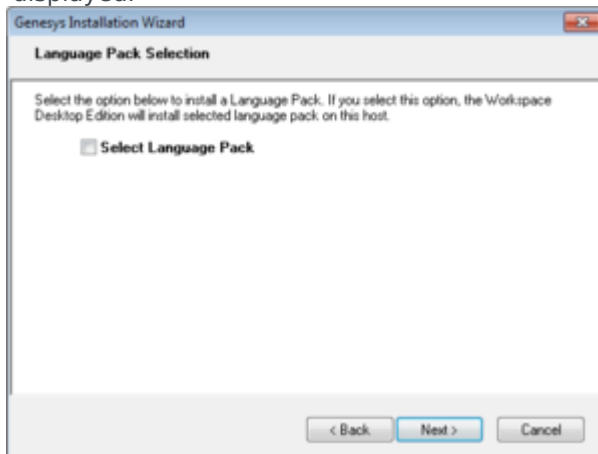 displayed.
Genesys Installation Wizard
Language Pack Selection
Select the option below to install a Language Pack. If you select this option, the Workspace
Desktop Edition will install selected language pack on this host.
Select Language Pack
< Back
Next >
Cancel